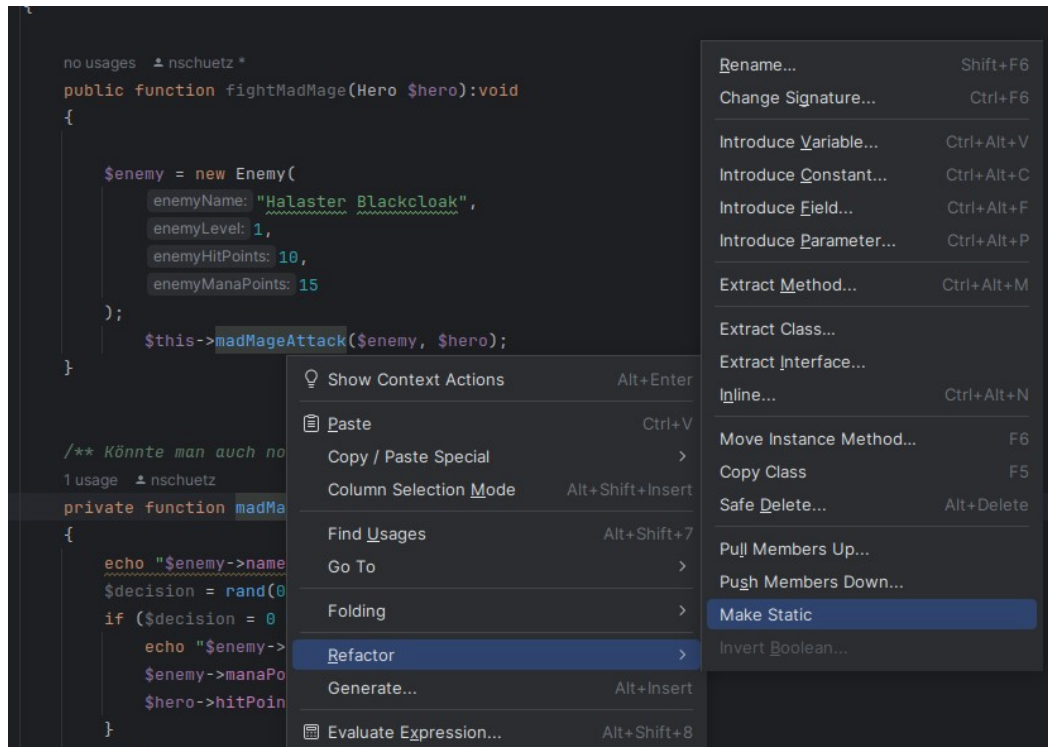 {
no usages nschuetz *
public function fightMadMage(Hero $hero):void
{
$enemy = new Enemy(
enemyName: "Halaster Blackcloak",
enemyLevel: 1,
enemyHitPoints: 10,
enemyManaPoints: 15
);
$this->madMageAttack($enemy, $hero);
}
/** Könnte man auch no
1 usage nschuetz
private function madMa
{
echo "$enemy->name
$decision = rand(0
if ($decision = 0
echo "$enemy->
$enemy->manaPo
$hero->hitPoin
}
Show Context Actions Alt+Enter
Paste Ctrl+V
Copy / Paste Special >
Column Selection Mode Alt+Shift+Insert
Find Usages Alt+Shift+7
Go To >
Folding >
Refactor >
Generate... Alt+Insert
Evaluate Expression... Alt+Shift+8
Rename... Shift+F6
Change Signature... Ctrl+F6
Introduce Variable... Ctrl+Alt+V
Introduce Constant... Ctrl+Alt+C
Introduce Field... Ctrl+Alt+F
Introduce Parameter... Ctrl+Alt+P
Extract Method... Ctrl+Alt+M
Extract Class...
Extract Interface...
Inline... Ctrl+Alt+N
Move Instance Method... F6
Copy Class F5
Safe Delete... Alt+Delete
Pull Members Up...
Push Members Down...
Make Static
Invert Boolean...